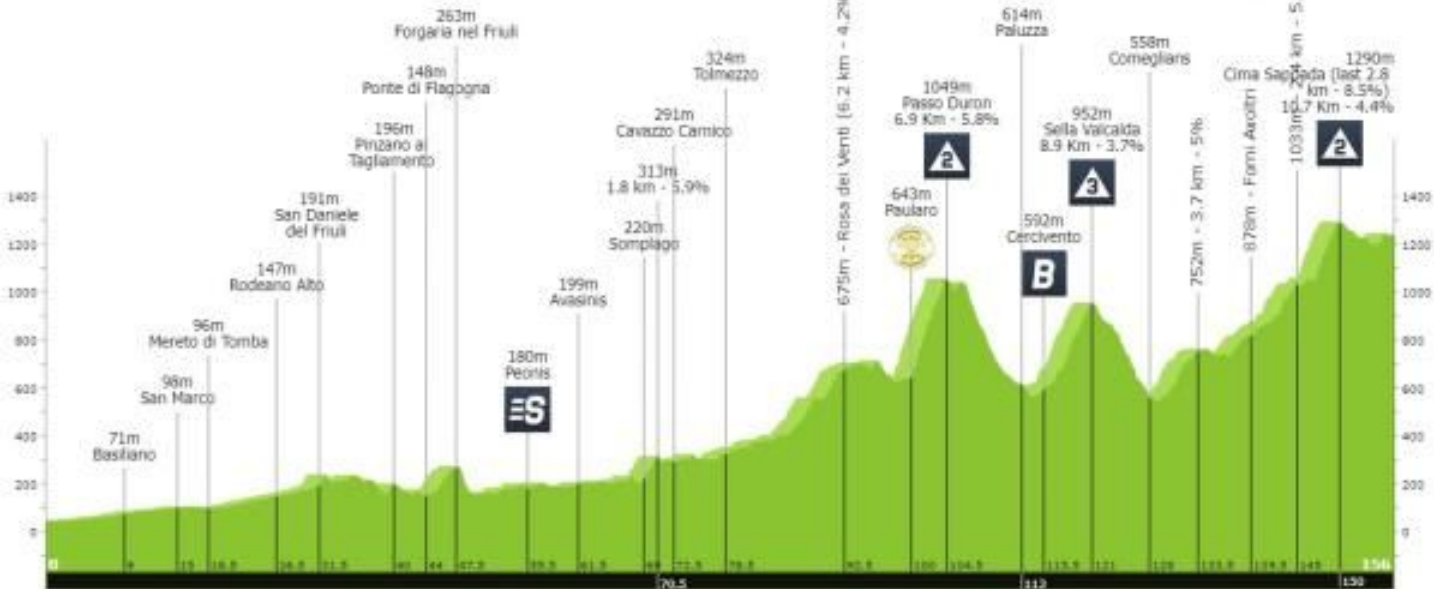 263m
Forgaria nel Friuli
148m
Ponte di Flagogna
196m
Pinzano al
Tagliamento
191m
San Daniele
del Friuli
147m
Rodeano Alto
96m
Mereto di Tomba
98m
San Marco
71m
Basiliano
180m
Peonis
S
199m
Avasinis
220m
Somplago
313m
1.8 km - 5.9%
291m
Cavazzo Carnico
324m
Tolmezzo
675m - Rosa dei Venti (6.2 km - 4.2%
643m
Paularo
1049m
Passo Duron
6.9 Km - 5.8%
2
614m
Paluzza
592m
Cercivento
B
952m
Sella Valcalda
8.9 Km - 3.7%
3
558m
Comeglians
752m - 3.7 km - 5%
878m - Forni Avoltri
1033m - 2.4 km - 5
1290m
Cima Sappada (last 2.8
km - 8.5%)
10.7 Km - 4.4%
2
1400
1200
1000
800
600
400
200
0
1400
1200
1000
800
600
400
200
0
0
9
15
18.5
26.5
31.5
40
44
47.5
61.5
69
72.5
78.5
92.5
100
104.5
115.5
121
128
139.5
145
156
70.5
113
150